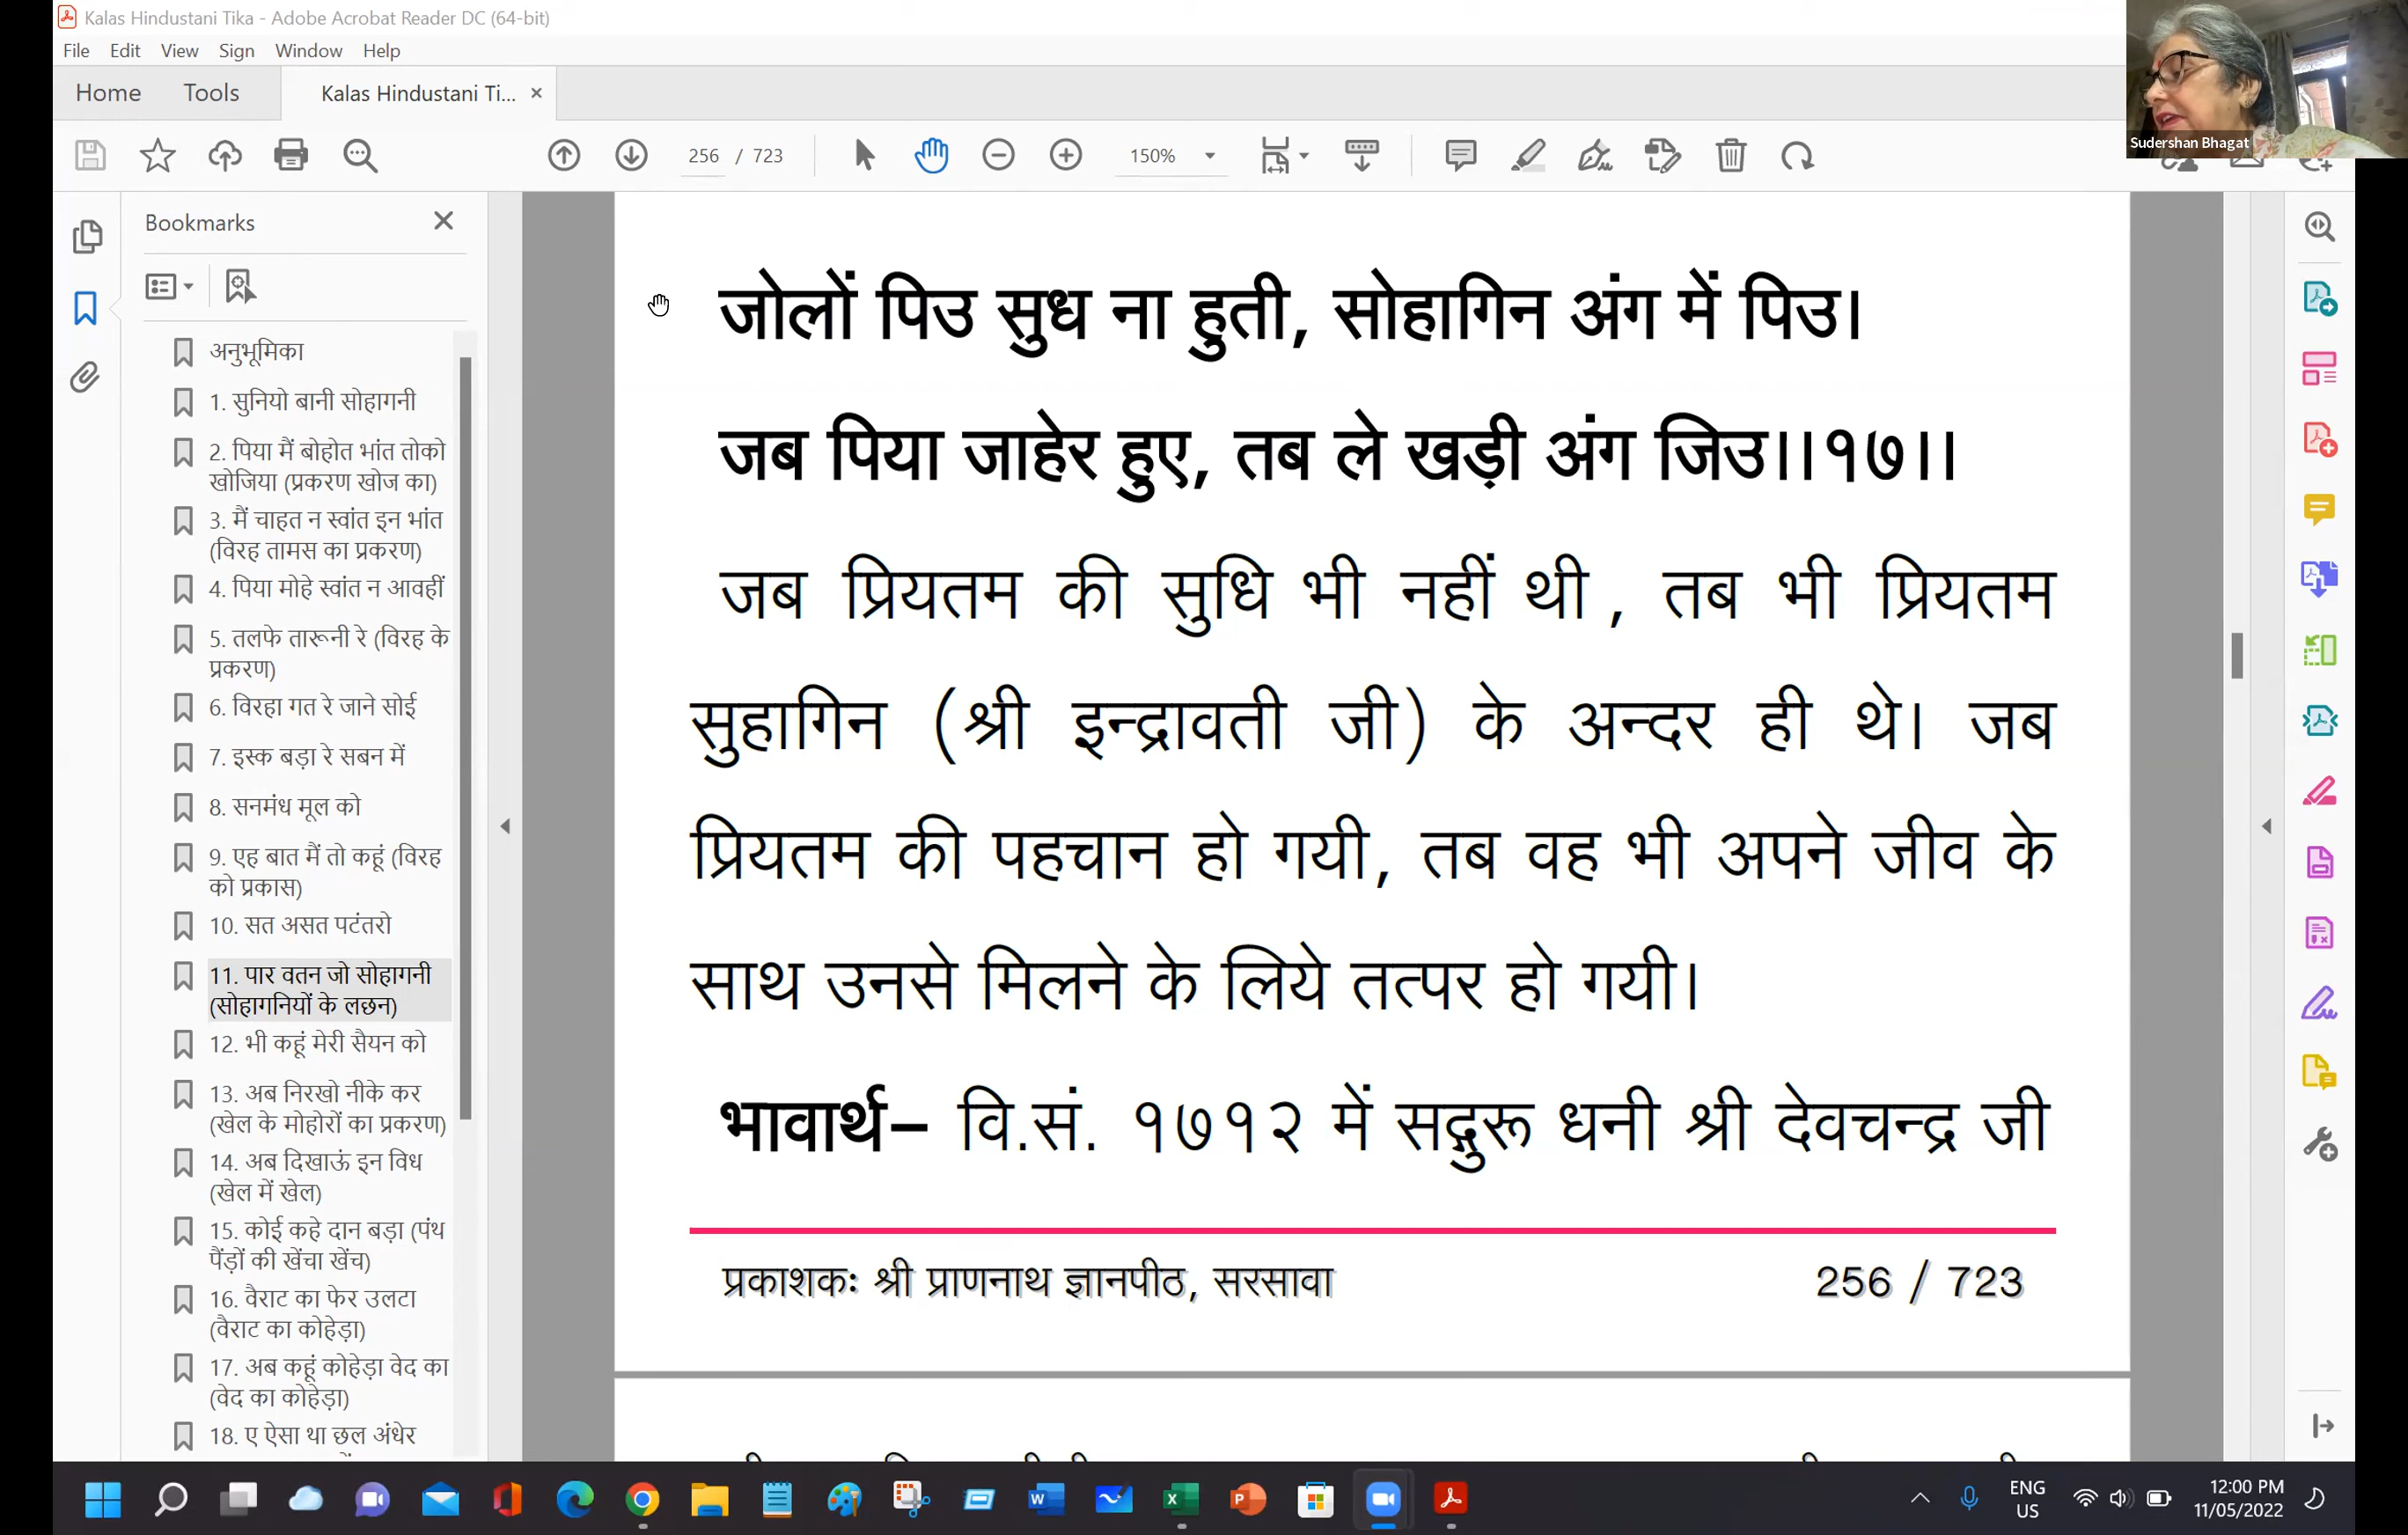 Kalas Hindustani Tika - Adobe Acrobat Reader DC (64-bit)
File Edit View Sign Window Help
Home Tools Kalas Hindustani Ti... ×
256 / 723 150%
Sudershan Bhagat
Bookmarks
अनुभूमिका
1. सुनियो बानी सोहागनी
2. पिया मैं बोहोत भांत तोको
खोजिया (प्रकरण खोज का)
3. मैं चाहत न स्वांत इन भांत
(विरह तामस का प्रकरण)
4. पिया मोहे स्वांत न आवहीं
5. तलफे तारूनी रे (विरह के
प्रकरण)
6. विरहा गत रे जाने सोई
7. इस्क बड़ा रे सबन में
8. सनमंध मूल को
9. एह बात मैं तो कहूं (विरह
को प्रकास)
10. सत असत पटंतरो
11. पार वतन जो सोहागनी
(सोहागनियों के लछन)
12. भी कहूं मेरी सैयन को
13. अब निरखो नीके कर
(खेल के मोहोरों का प्रकरण)
14. अब दिखाऊं इन विध
(खेल में खेल)
15. कोई कहे दान बड़ा (पंथ
पैंड़ों की खेंचा खेंच)
16. वैराट का फेर उलटा
(वैराट का कोहेड़ा)
17. अब कहूं कोहेड़ा वेद का
(वेद का कोहेड़ा)
18. ए ऐसा था छल अंधेर
जोलों पिउ सुध ना हुती, सोहागिन अंग में पिउ।
जब पिया जाहेर हुए, तब ले खड़ी अंग जिउ।।१७।।
जब प्रियतम की सुधि भी नहीं थी, तब भी प्रियतम
सुहागिन (श्री इन्द्रावती जी) के अन्दर ही थे। जब
प्रियतम की पहचान हो गयी, तब वह भी अपने जीव के
साथ उनसे मिलने के लिये तत्पर हो गयी।
भावार्थ– वि.सं. १७१२ में सद्गुरू धनी श्री देवचन्द्र जी
प्रकाशकः श्री प्राणनाथ ज्ञानपीठ, सरसावा 256 / 723
ENG
US
12:00 PM
11/05/2022